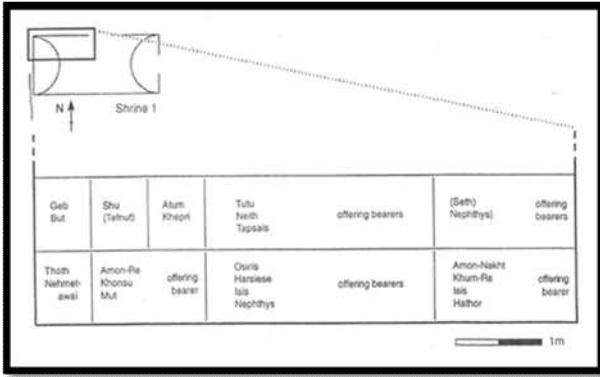 N
Shrine 1
Geb
But
Shu
(Tefnut)
Atum
Khepri
Tutu
Neith
Tapsais
offering bearers
(Seth)
Nephthys)
offering
bearers
Thoth
Nehmet-
awai
Amon-Re
Khonsu
Mut
offering
bearer
Osiris
Harsiese
Isis
Nephthys
offering bearers
Amon-Nakht
Khum-Re
Isis
Hathor
offering
bearer
1m